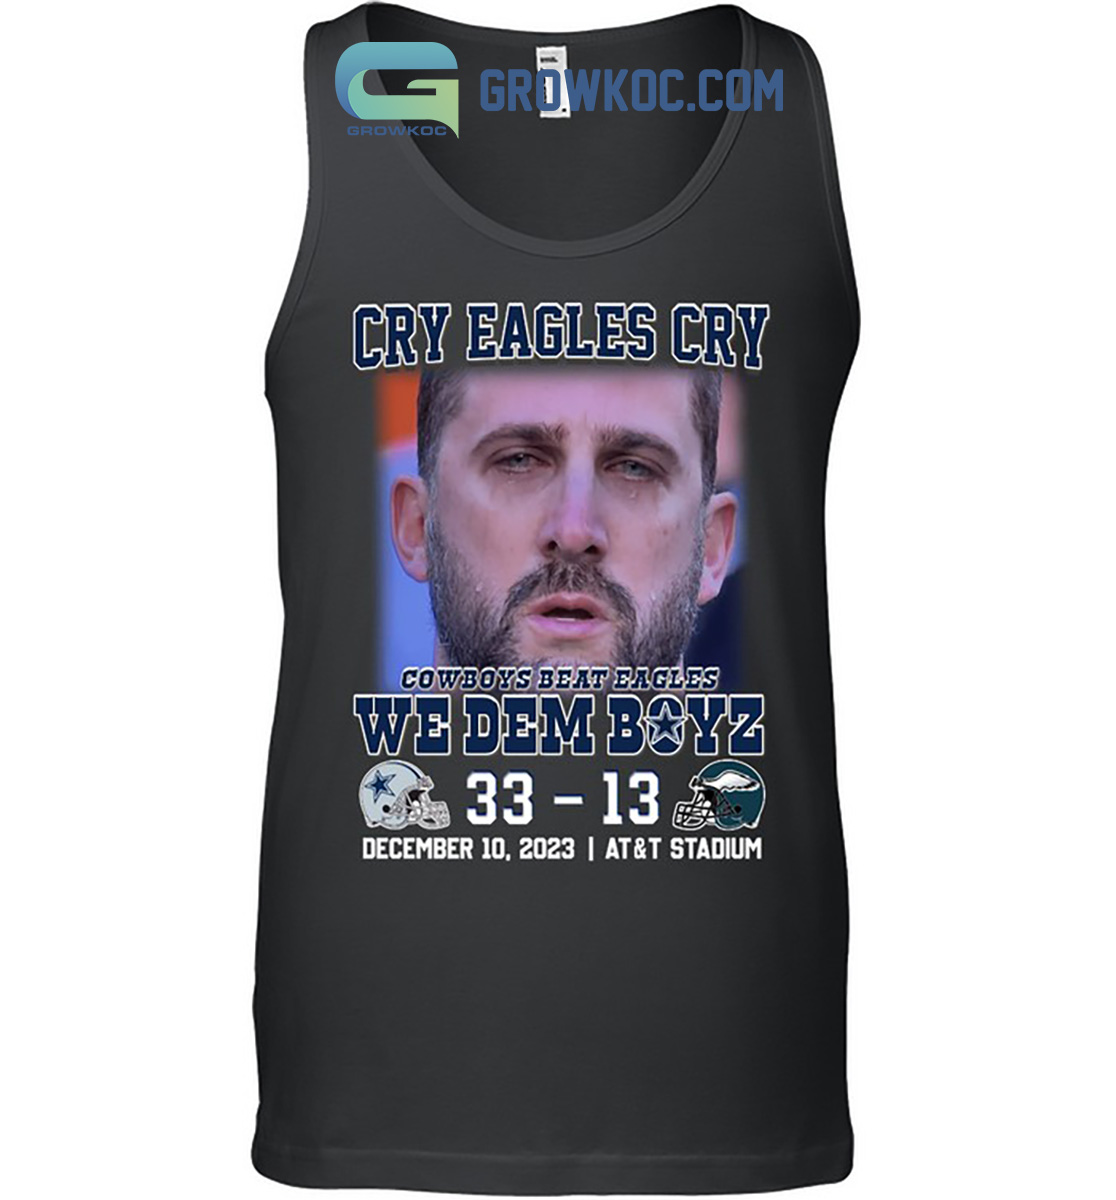 GROWKOC.COM
GROWKOC
CRY EAGLES CRY
COWBOYS BEAT EAGLES
WE DEM BOYZ
33 – 13
DECEMBER 10, 2023 | AT&T STADIUM